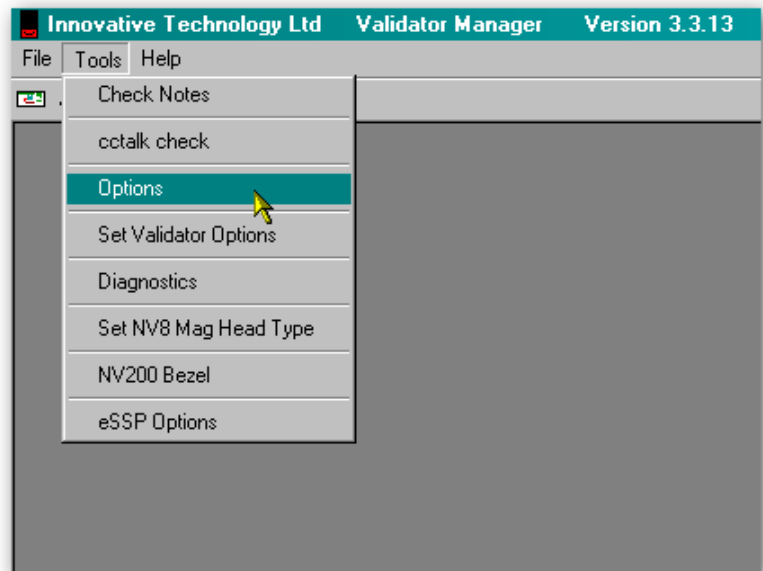 Innovative Technology Ltd Validator Manager Version 3.3.13
File Tools Help
Check Notes
cctalk check
Options
Set Validator Options
Diagnostics
Set NV8 Mag Head Type
NV200 Bezel
eSSP Options